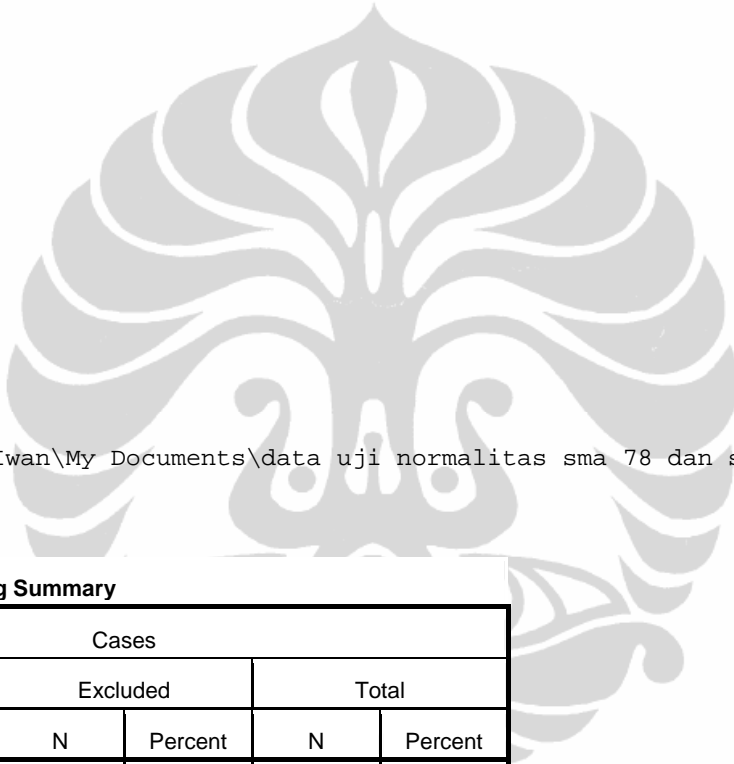 Iwan\My Documents\data uji normalitas sma 78 dan s
g Summary
Cases
Excluded Total
N Percent N Percent